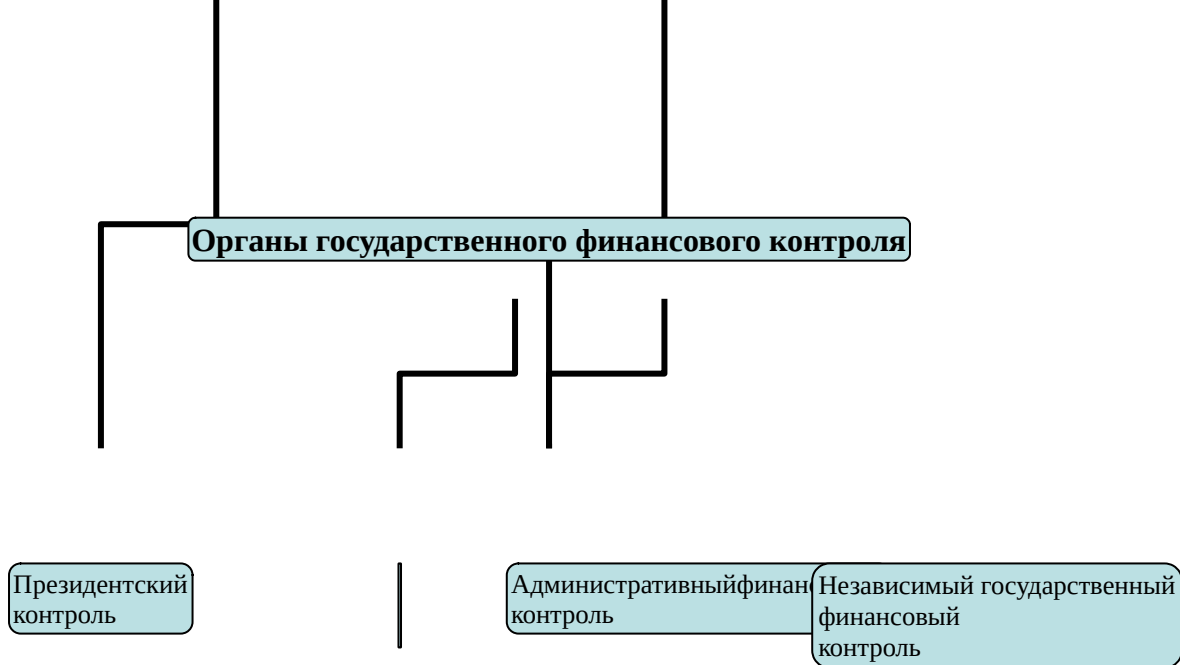 Органы государственного финансового контроля
Президентский
контроль
Административныйфинан
контроль
Независимый государственный
финансовый
контроль